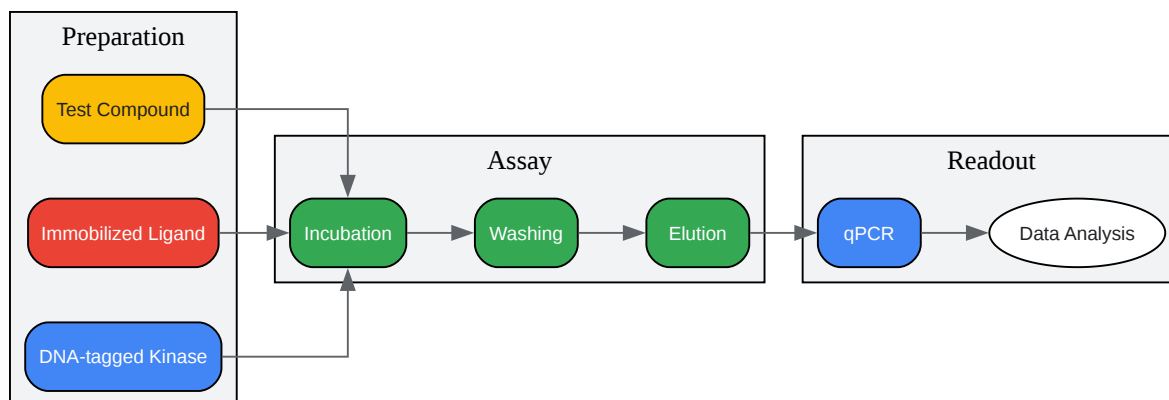 Preparation
Test Compound
Immobilized Ligand
DNA-tagged Kinase
Assay
Incubation
Washing
Elution
Readout
qPCR
Data Analysis